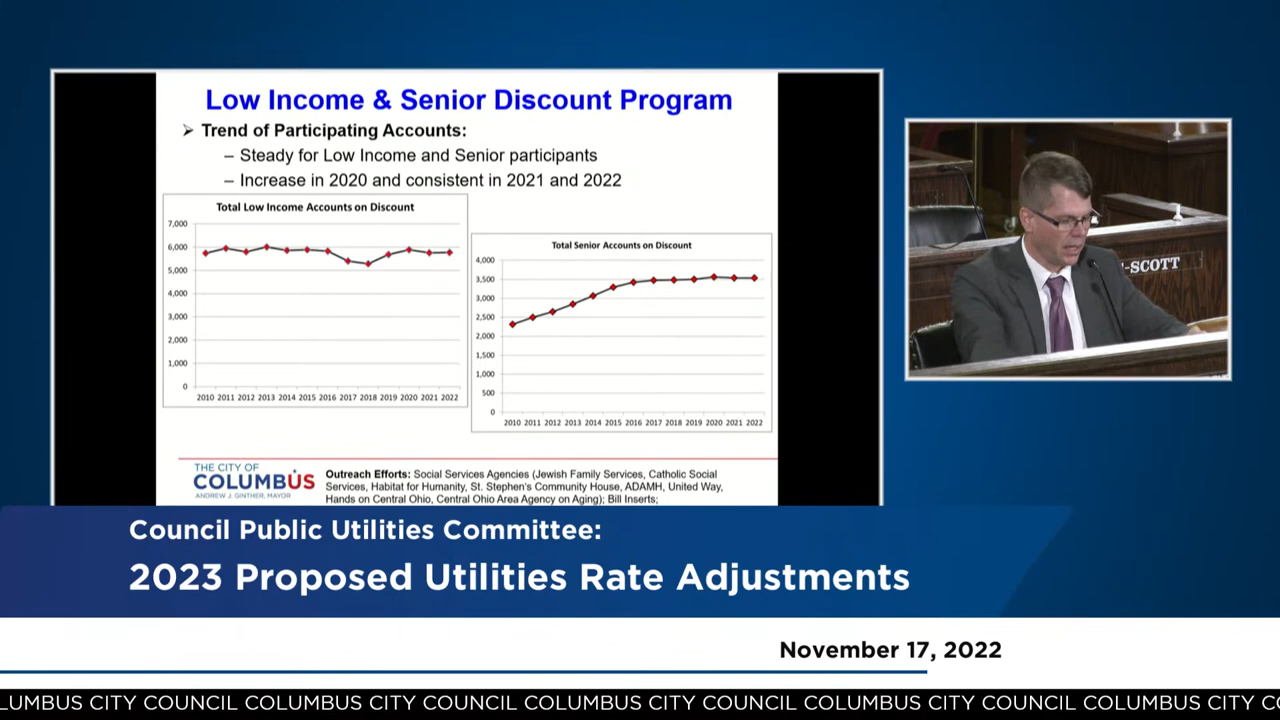 Low Income & Senior Discount Program
➢ Trend of Participating Accounts:
– Steady for Low Income and Senior participants
– Increase in 2020 and consistent in 2021 and 2022
Total Low Income Accounts on Discount
7,000
6,000
5,000
4,000
3,000
2,000
1,000
0
2010 2011 2012 2013 2014 2015 2016 2017 2018 2019 2020 2021 2022
Total Senior Accounts on Discount
4,000
3,500
3,000
2,500
2,000
1,500
1,000
500
0
2010 2011 2012 2013 2014 2015 2016 2017 2018 2019 2020 2021 2022
THE CITY OF
COLUMBUS
ANDREW J. GINTHER, MAYOR
Outreach Efforts: Social Services Agencies (Jewish Family Services, Catholic Social
Services, Habitat for Humanity, St. Stephen's Community House, ADAMH, United Way,
Hands on Central Ohio, Central Ohio Area Agency on Aging); Bill Inserts;
-SCOTT
Council Public Utilities Committee:
2023 Proposed Utilities Rate Adjustments
November 17, 2022
LUMBUS CITY COUNCIL COLUMBUS CITY COUNCIL COLUMBUS CITY COUNCIL COLUMBUS CITY COUNCIL COLUMBUS CITY C